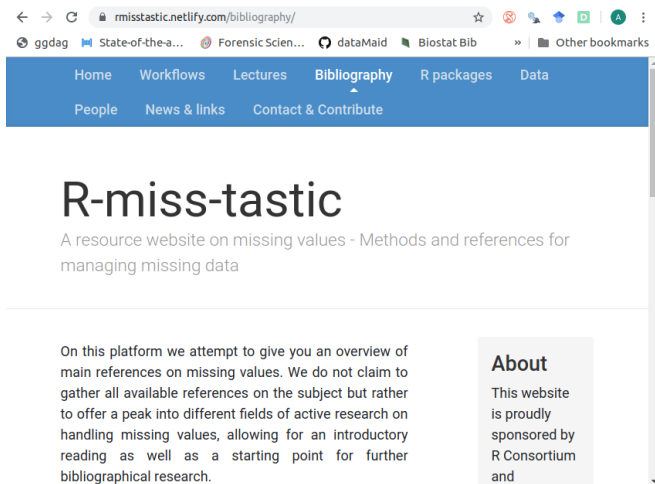 rmisstastic.netlify.com/bibliography/
ggdag State-of-the-a... Forensic Scien... dataMaid Biostat Bib » Other bookmarks
Home Workflows Lectures Bibliography R packages Data
People News & links Contact & Contribute
R-miss-tastic
A resource website on missing values - Methods and references for
managing missing data
On this platform we attempt to give you an overview of
main references on missing values. We do not claim to
gather all available references on the subject but rather
to offer a peak into different fields of active research on
handling missing values, allowing for an introductory
reading as well as a starting point for further
bibliographical research.
About
This website
is proudly
sponsored by
R Consortium
and